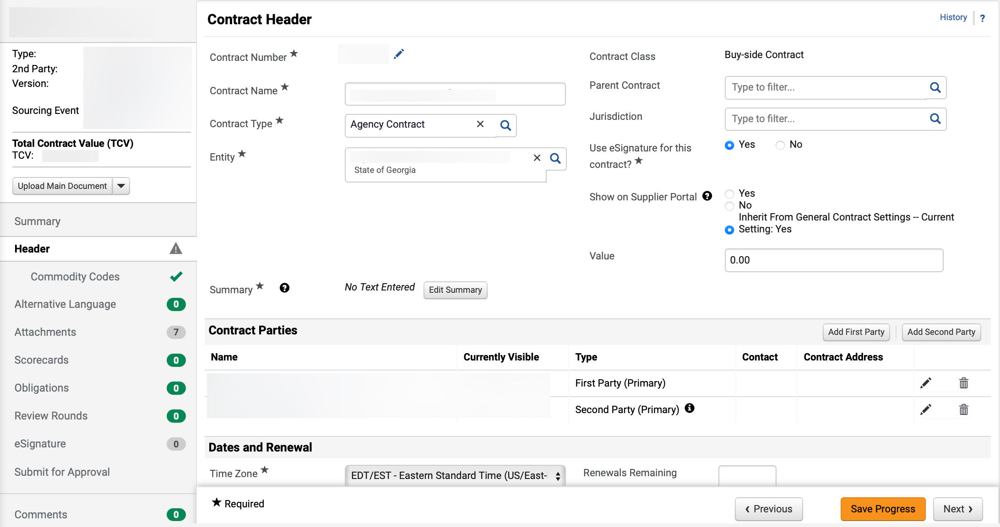 Type:
2nd Party:
Version:
Sourcing Event
Total Contract Value (TCV)
TCV:
Upload Main Document
Summary
Header
Commodity Codes
Alternative Language 0
Attachments 7
Scorecards 0
Obligations 0
Review Rounds 0
eSignature 0
Submit for Approval
Comments 0
Contract Header
History ?
Contract Number ★
Contract Name ★
Contract Type ★ Agency Contract ×
Entity ★ ×
State of Georgia
Contract Class Buy-side Contract
Parent Contract Type to filter...
Jurisdiction Type to filter...
Use eSignature for this
contract? ★ Yes No
Show on Supplier Portal ? Yes
No
Inherit From General Contract Settings -- Current
Setting: Yes
Value 0.00
Summary ★ ? No Text Entered Edit Summary
Contract Parties Add First Party Add Second Party
Name Currently Visible Type Contact Contract Address
First Party (Primary)
Second Party (Primary)
Dates and Renewal
Time Zone ★ EDT/EST - Eastern Standard Time (US/East- Renewals Remaining
★ Required ‹ Previous Save Progress Next ›